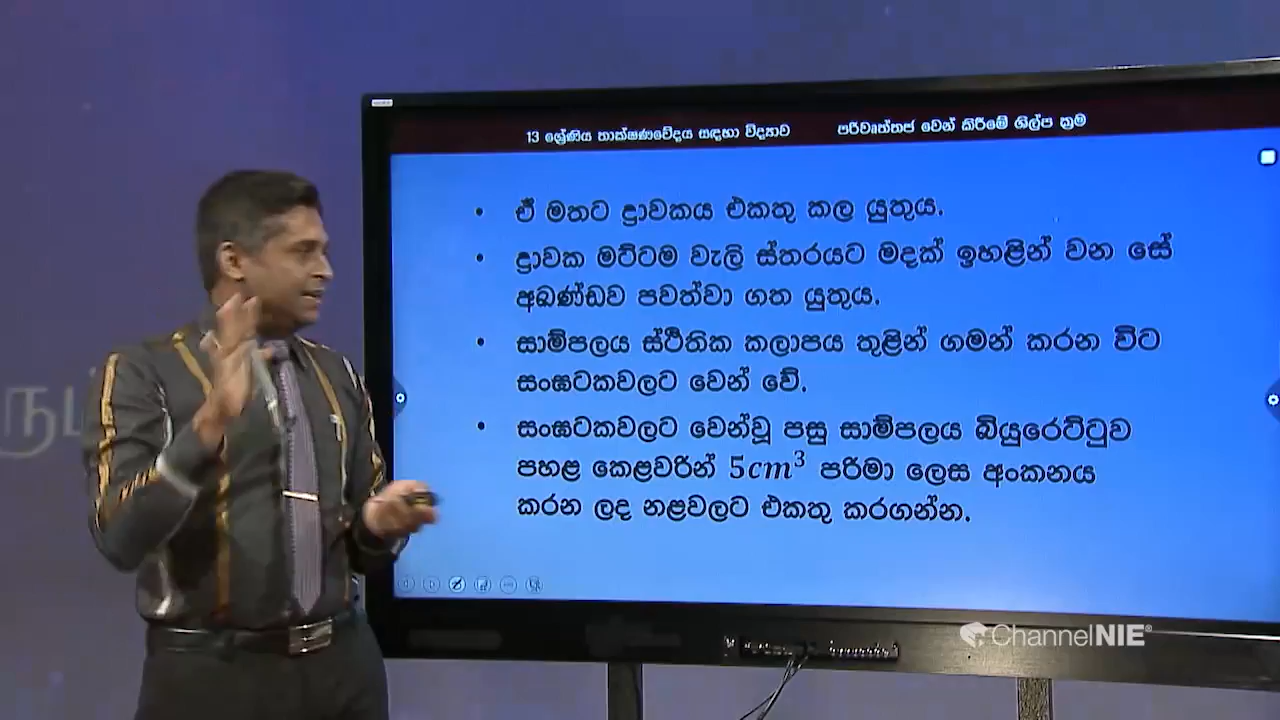 13 ශ්‍රේණිය තාක්ෂණවේදය සඳහා විද්‍යාව පරිවෘත්තජ වෙන් කිරීමේ ශිල්ප ක්‍රම
• ඒ මතට ද්‍රාවකය එකතු කල යුතුය.
• ද්‍රාවක මට්ටම වැලි ස්තරයට මදක් ඉහළින් වන සේ
අඛණ්ඩව පවත්වා ගත යුතුය.
• සාම්පලය ස්ථිතික කලාපය තුළින් ගමන් කරන විට
සංඝටකවලට වෙන් වේ.
• සංඝටකවලට වෙන්වූ පසු සාම්පලය බියුරෙට්ටුව
පහළ කෙළවරින් 5cm³ පරිමා ලෙස අංකනය
කරන ලද නළවලට එකතු කරගන්න.
ChannelNIE®